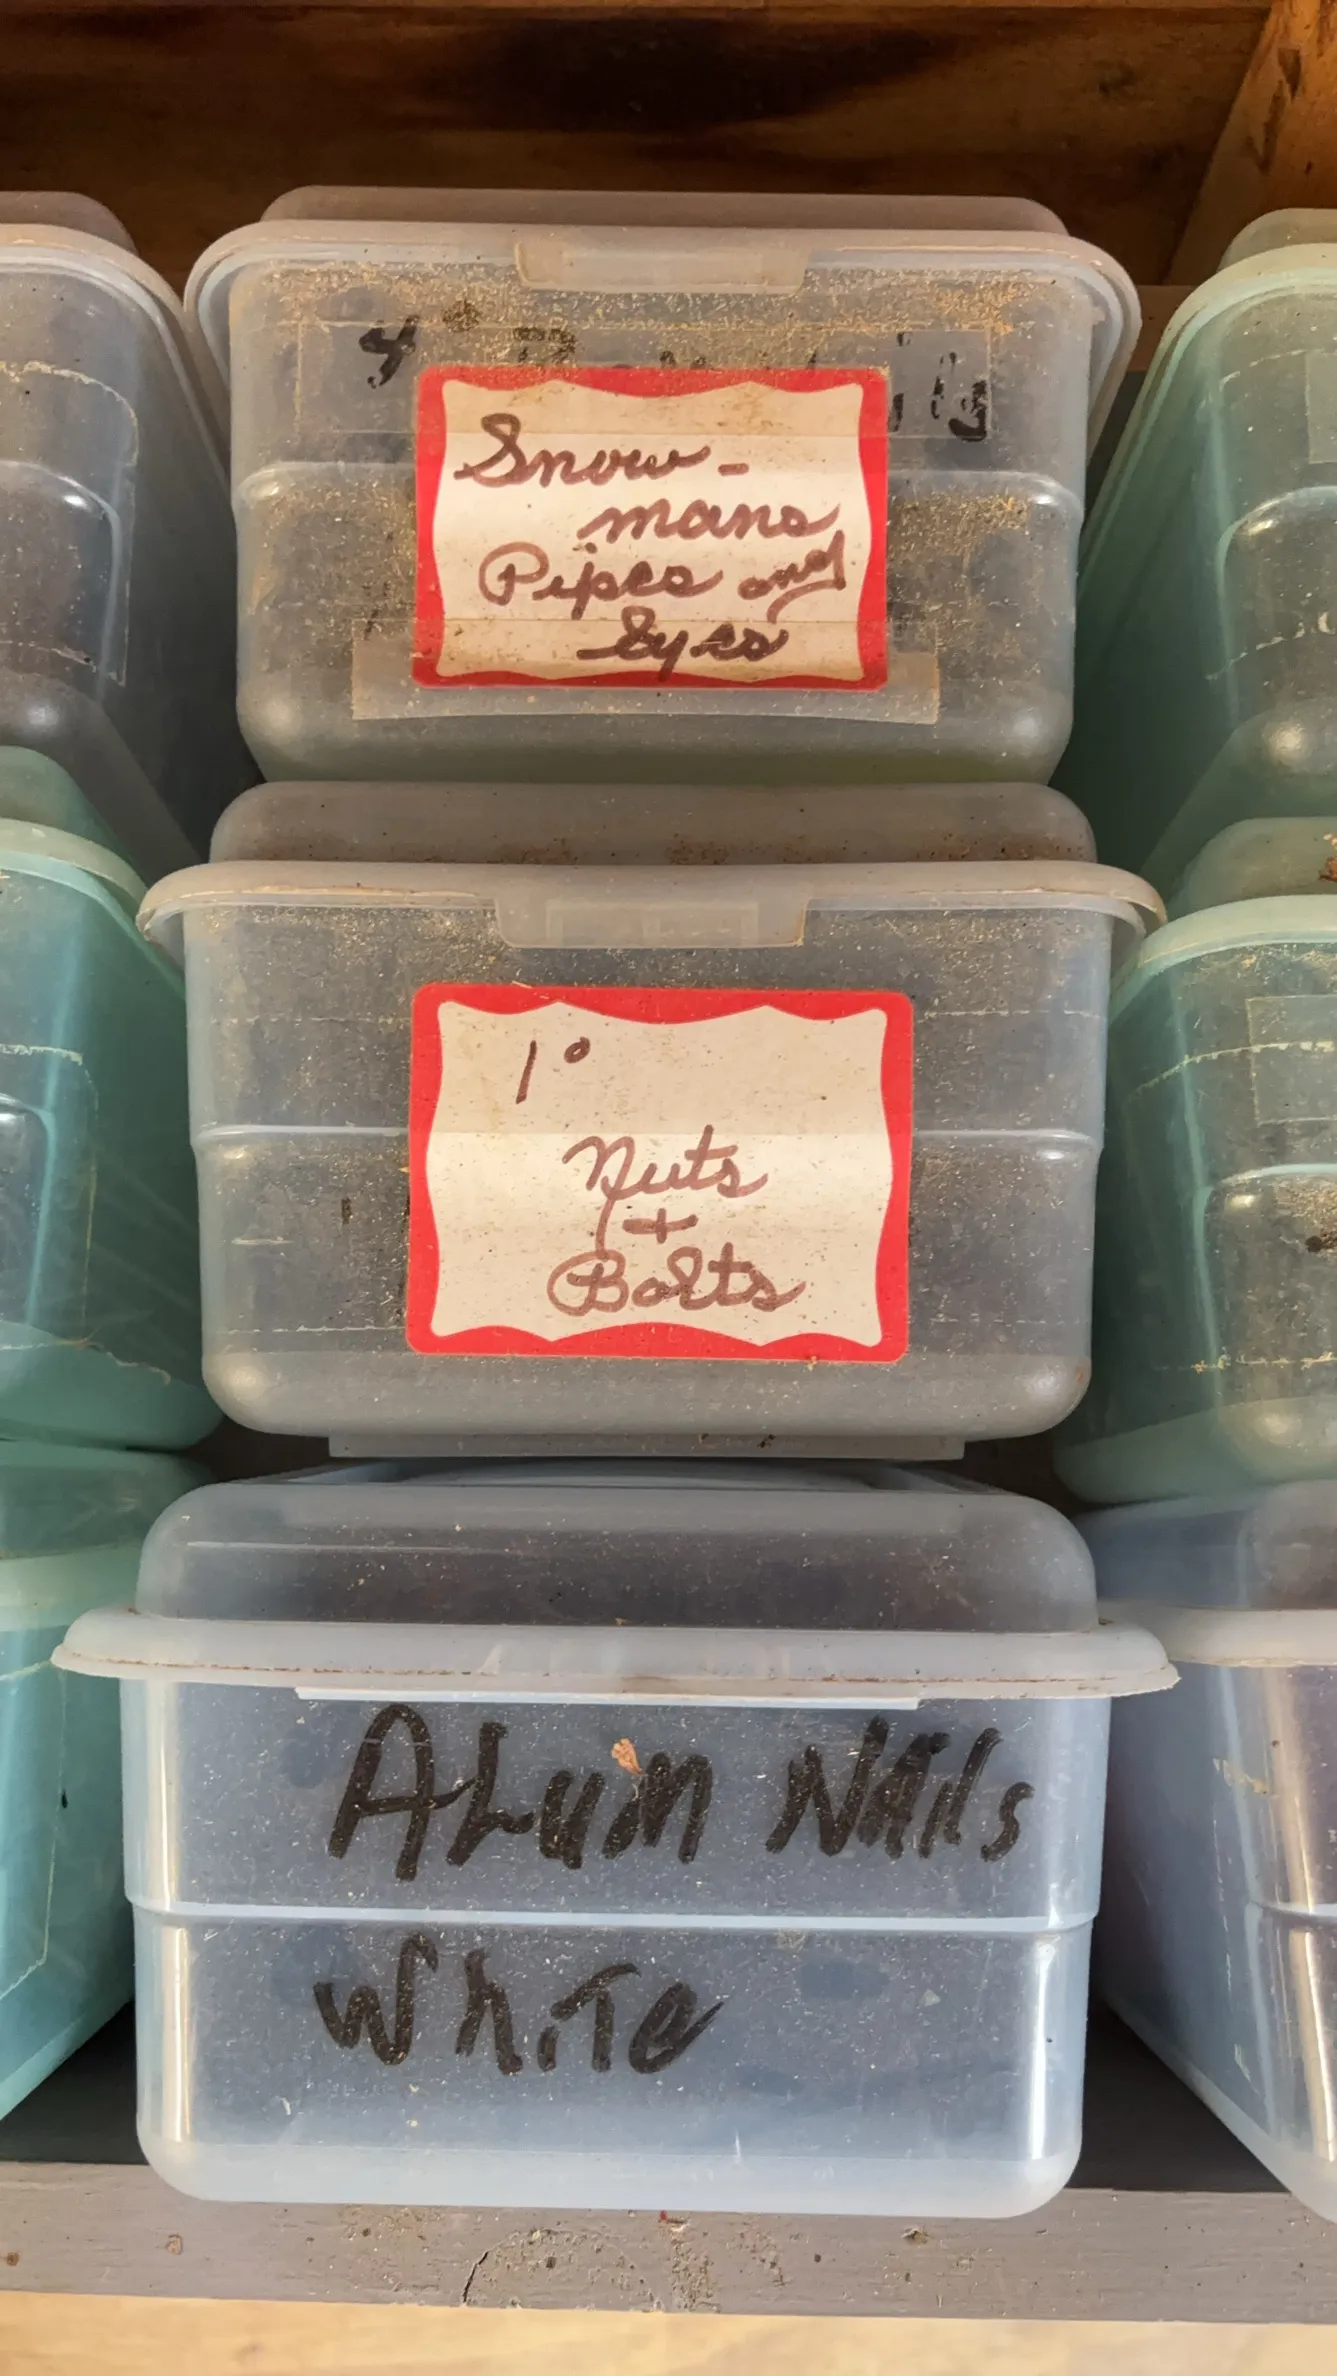 Snow-
mans
Pipes and
Eyes
1°
Nuts
+
Bolts
ALUM NAils
WhiTe